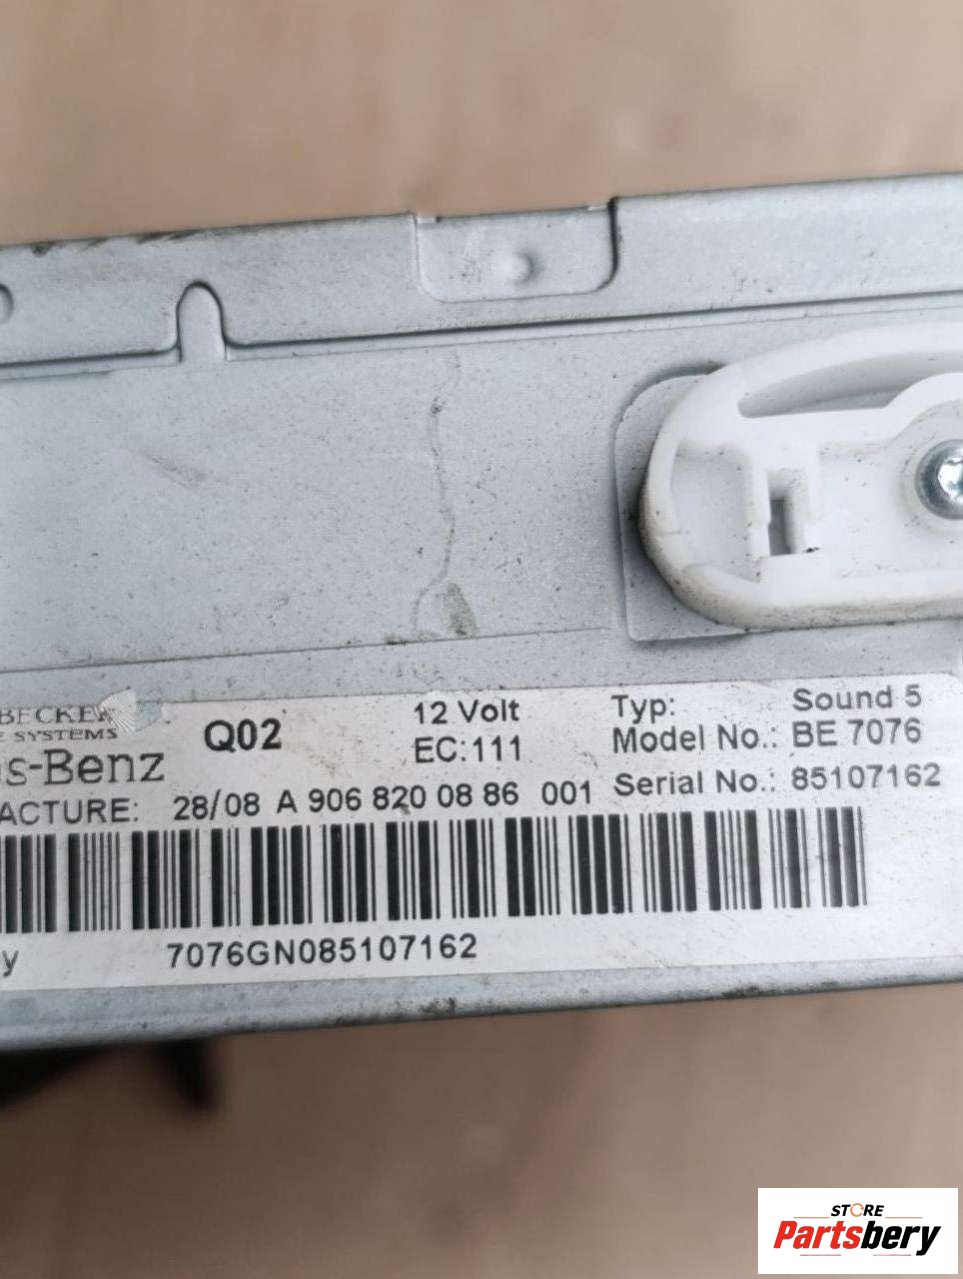 BECKER
SYSTEMS
Q02
12 Volt
EC:111
Typ: Sound 5
Model No.: BE 7076
Serial No.: 85107162
s-Benz
ACTURE: 28/08 A 906 820 08 86 001
y 7076GN085107162
STORE
Partsbery